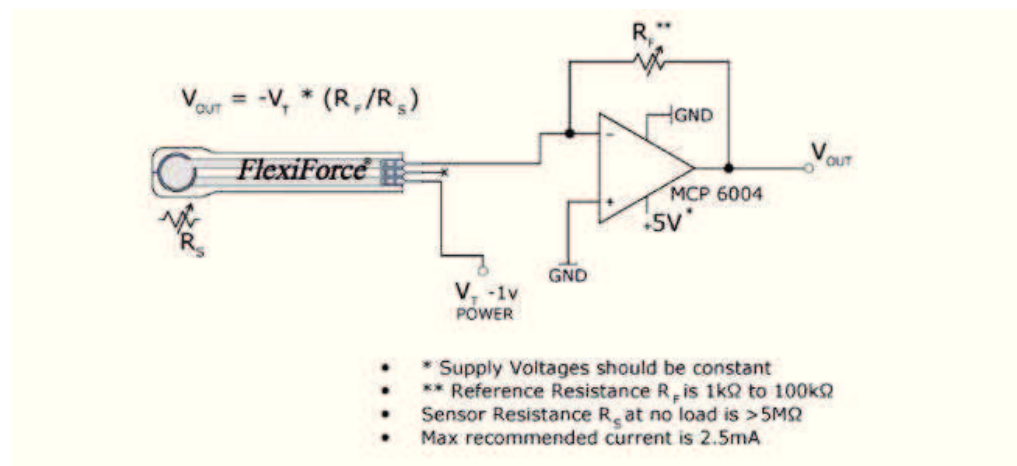 R_F**
V_OUT = -V_T * (R_F/R_S)
GND
FlexiForce®
−
V_OUT
MCP 6004
+
+5V*
R_S
GND
V_T -1v
POWER
• * Supply Voltages should be constant
• ** Reference Resistance R_F is 1kΩ to 100kΩ
• Sensor Resistance R_S at no load is >5MΩ
• Max recommended current is 2.5mA